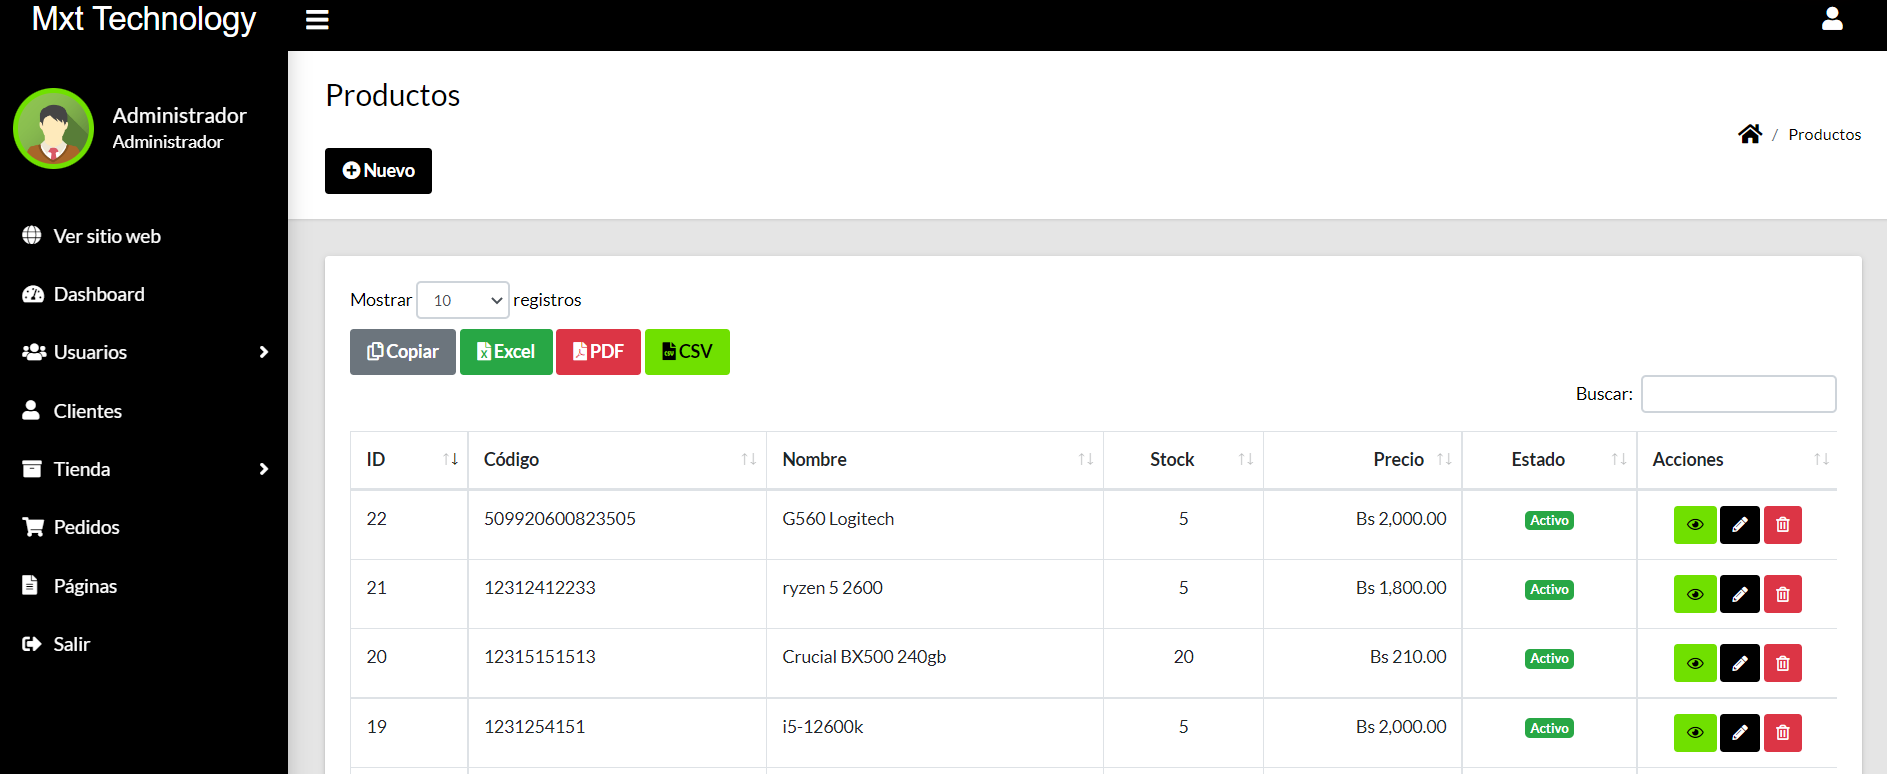 Mxt Technology
Administrador
Administrador
Ver sitio web
Dashboard
Usuarios
Clientes
Tienda
Pedidos
Páginas
Salir
Productos
/ Productos
Nuevo
Mostrar 10 registros
Copiar Excel PDF CSV
Buscar:
ID Código Nombre Stock Precio Estado Acciones
22 509920600823505 G560 Logitech 5 Bs 2,000.00 Activo
21 12312412233 ryzen 5 2600 5 Bs 1,800.00 Activo
20 12315151513 Crucial BX500 240gb 20 Bs 210.00 Activo
19 1231254151 i5-12600k 5 Bs 2,000.00 Activo